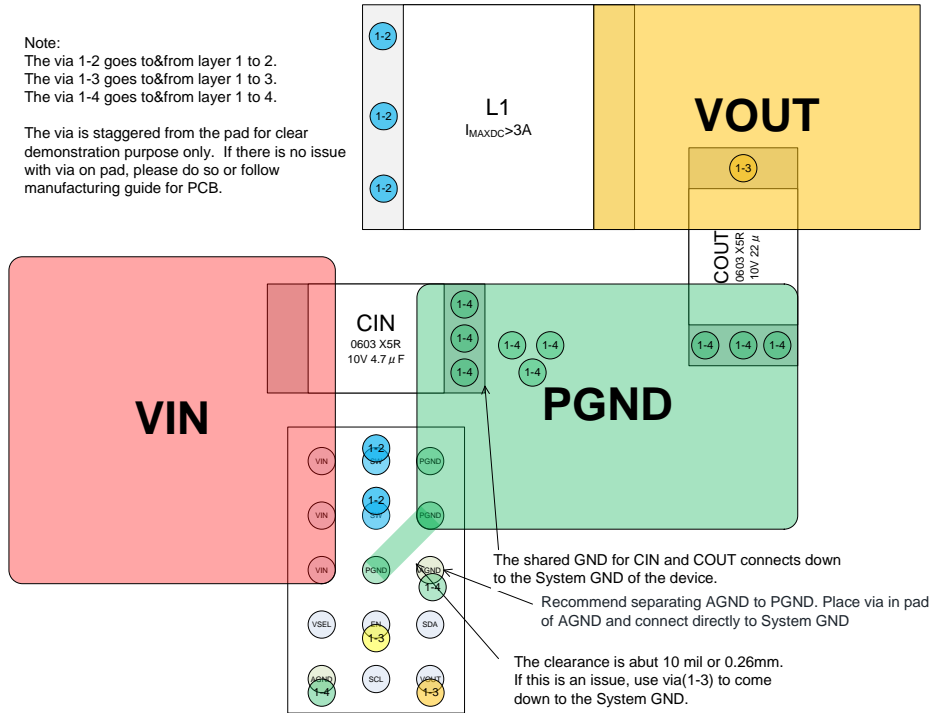 Note:
The via 1-2 goes to&from layer 1 to 2.
The via 1-3 goes to&from layer 1 to 3.
The via 1-4 goes to&from layer 1 to 4.
The via is staggered from the pad for clear
demonstration purpose only. If there is no issue
with via on pad, please do so or follow
manufacturing guide for PCB.
1-2
1-2
1-2
L1
IMAXDC>3A
VOUT
1-3
COUT
0603 X5R
10V 22 μ
VIN
CIN
0603 X5R
10V 4.7 μ F
1-4
1-4
1-4
1-4
1-4
1-4
1-4
1-4
1-4
PGND
VIN
1-2
SW
PGND
VIN
1-2
SW
PGND
VIN
PGND
AGND
1-4
VSEL
EN
1-3
SDA
AGND
1-4
SCL
VOUT
1-3
The shared GND for CIN and COUT connects down
to the System GND of the device.
Recommend separating AGND to PGND. Place via in pad
of AGND and connect directly to System GND
The clearance is abut 10 mil or 0.26mm.
If this is an issue, use via(1-3) to come
down to the System GND.